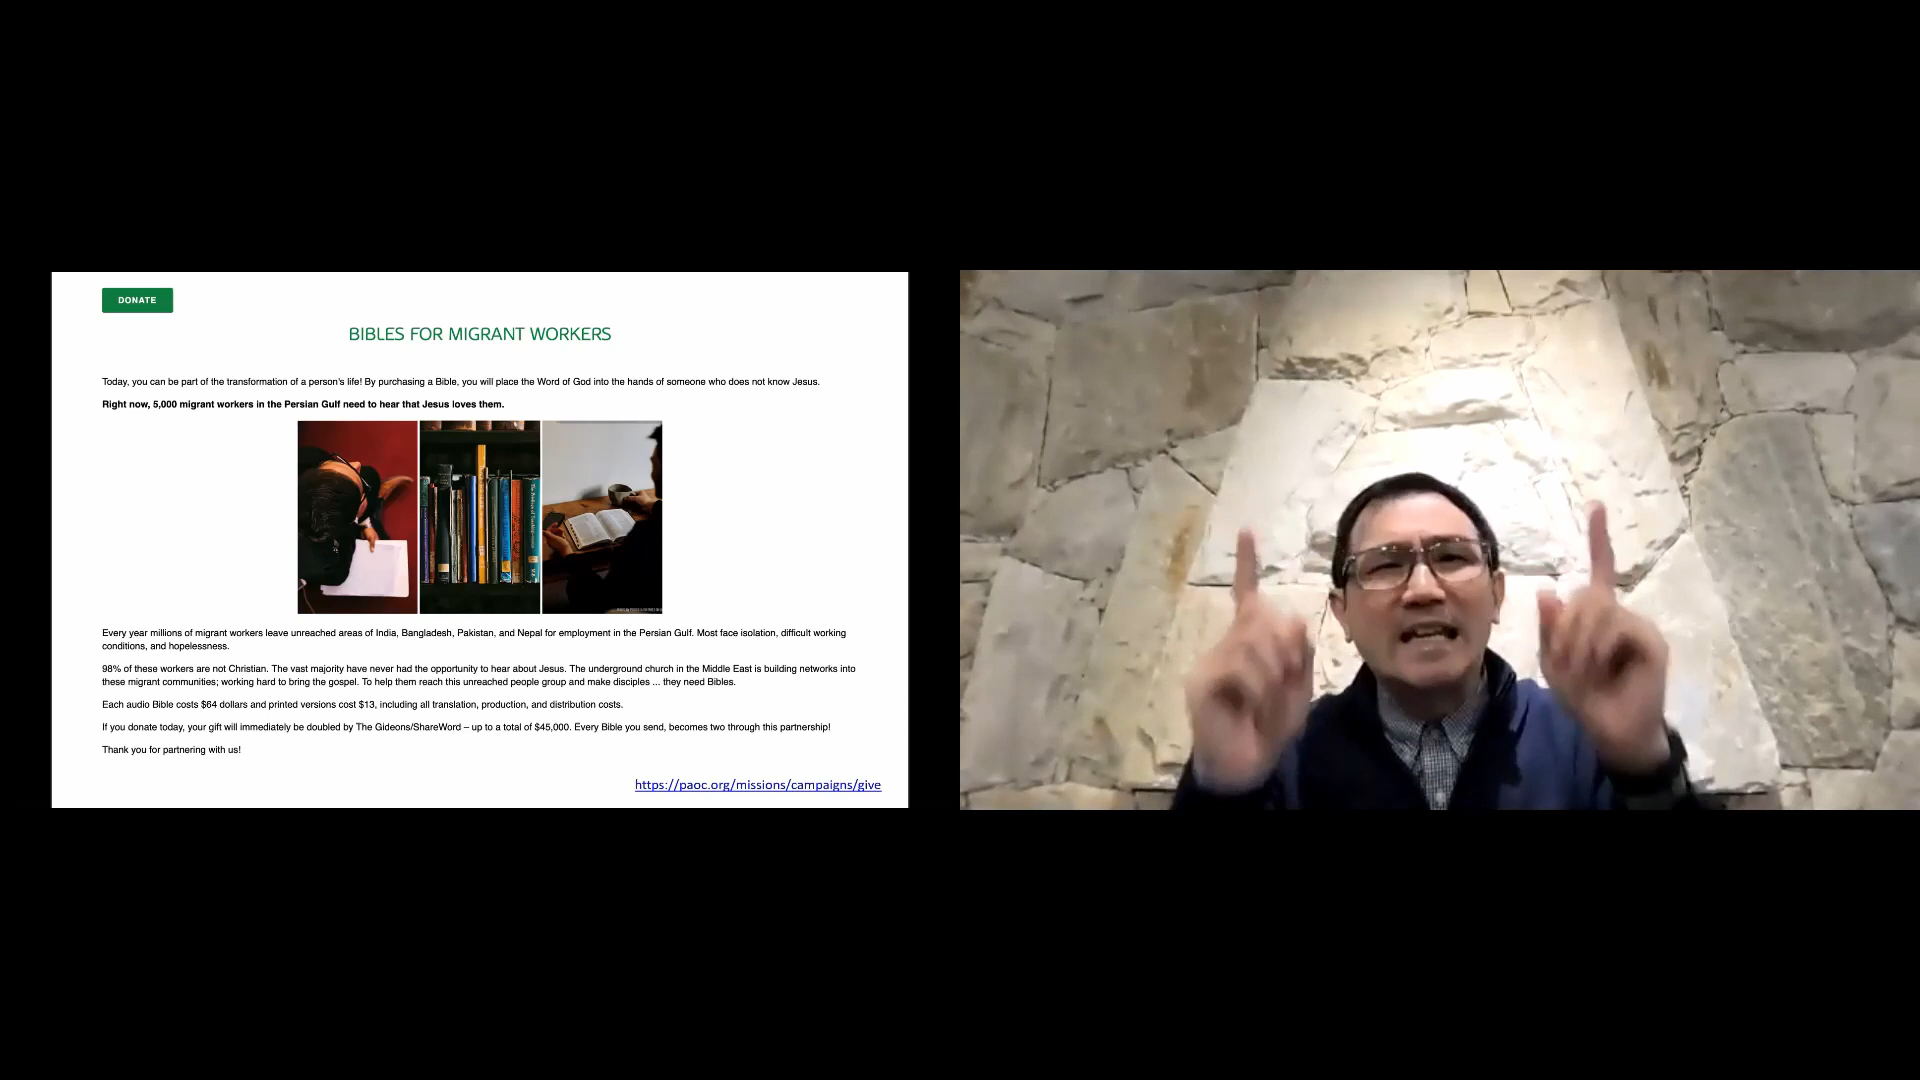 DONATE
BIBLES FOR MIGRANT WORKERS
Today, you can be part of the transformation of a person's life! By purchasing a Bible, you will place the Word of God into the hands of someone who does not know Jesus.
Right now, 5,000 migrant workers in the Persian Gulf need to hear that Jesus loves them.
Every year millions of migrant workers leave unreached areas of India, Bangladesh, Pakistan, and Nepal for employment in the Persian Gulf. Most face isolation, difficult working
conditions, and hopelessness.
98% of these workers are not Christian. The vast majority have never had the opportunity to hear about Jesus. The underground church in the Middle East is building networks into
these migrant communities; working hard to bring the gospel. To help them reach this unreached people group and make disciples ... they need Bibles.
Each audio Bible costs $64 dollars and printed versions cost $13, including all translation, production, and distribution costs.
If you donate today, your gift will immediately be doubled by The Gideons/ShareWord – up to a total of $45,000. Every Bible you send, becomes two through this partnership!
Thank you for partnering with us!
https://paoc.org/missions/campaigns/give